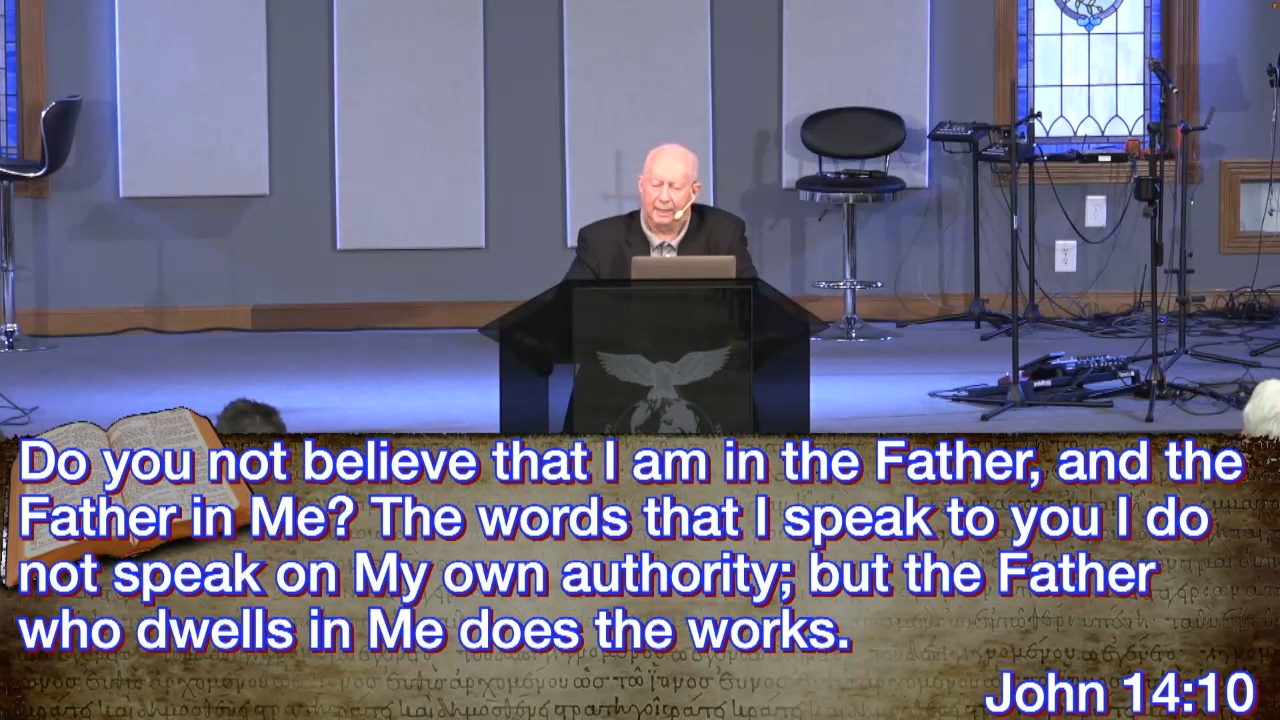 Do you not believe that I am in the Father, and the
Father in Me? The words that I speak to you I do
not speak on My own authority; but the Father
who dwells in Me does the works.
John 14:10